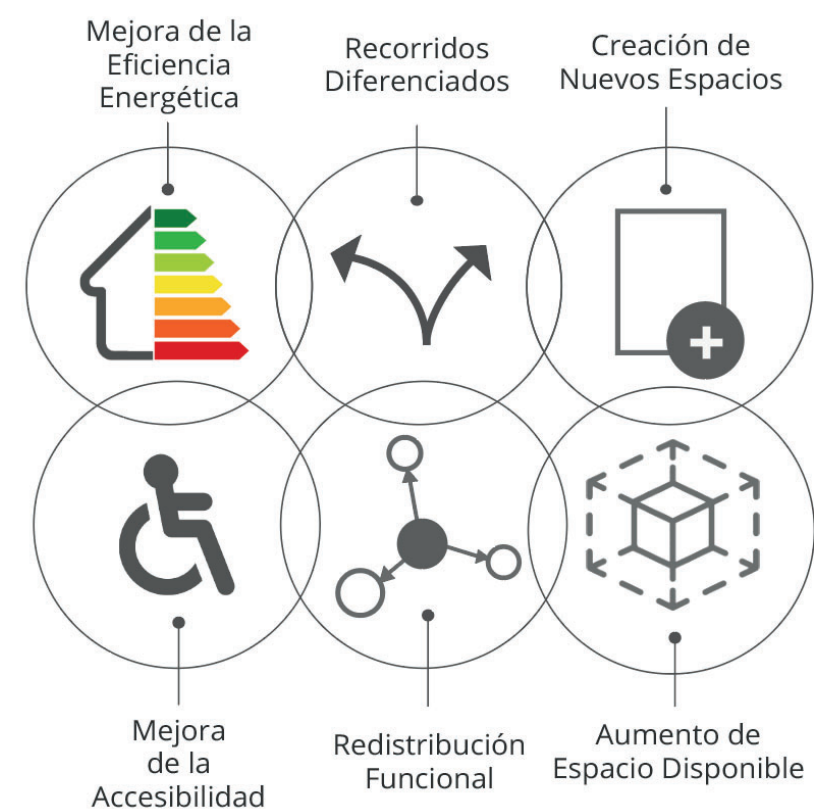 Mejora de la
Eficiencia
Energética
Recorridos
Diferenciados
Creación de
Nuevos Espacios
Mejora
de la
Accesibilidad
Redistribución
Funcional
Aumento de
Espacio Disponible